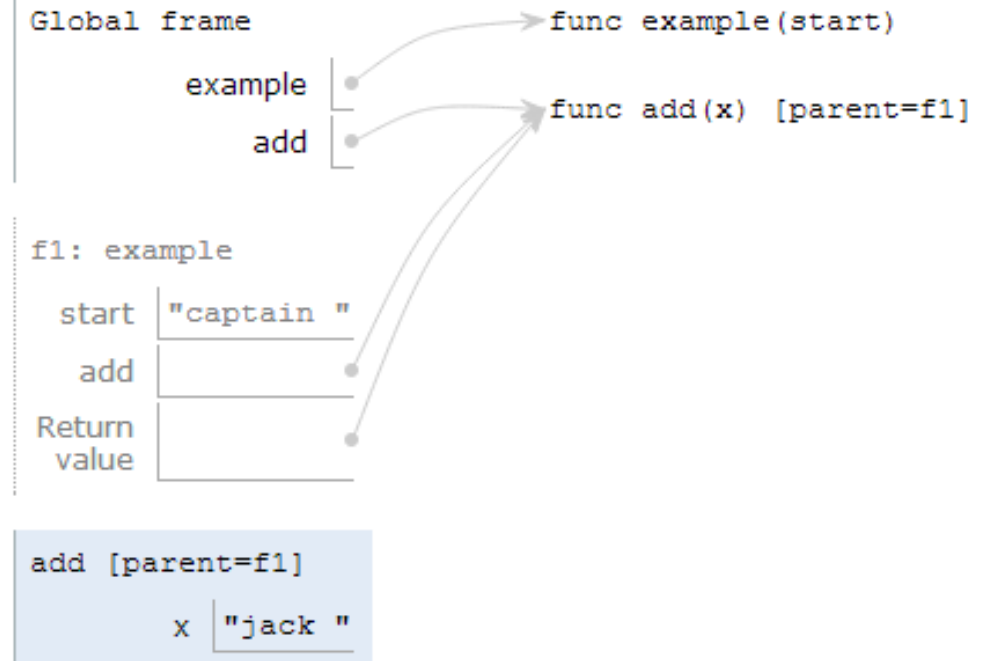 Global frame
func example(start)
example
func add(x) [parent=f1]
add
f1: example
start "captain "
add
Return
value
add [parent=f1]
x "jack "